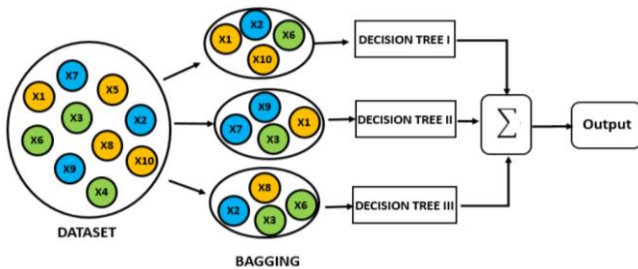 X7
X1
X5
X3
X2
X6
X8
X10
X9
X4
DATASET
X2
X1
X6
X10
X9
X7
X1
X3
X8
X2
X6
X3
BAGGING
DECISION TREE I
DECISION TREE II
DECISION TREE III
∑
Output